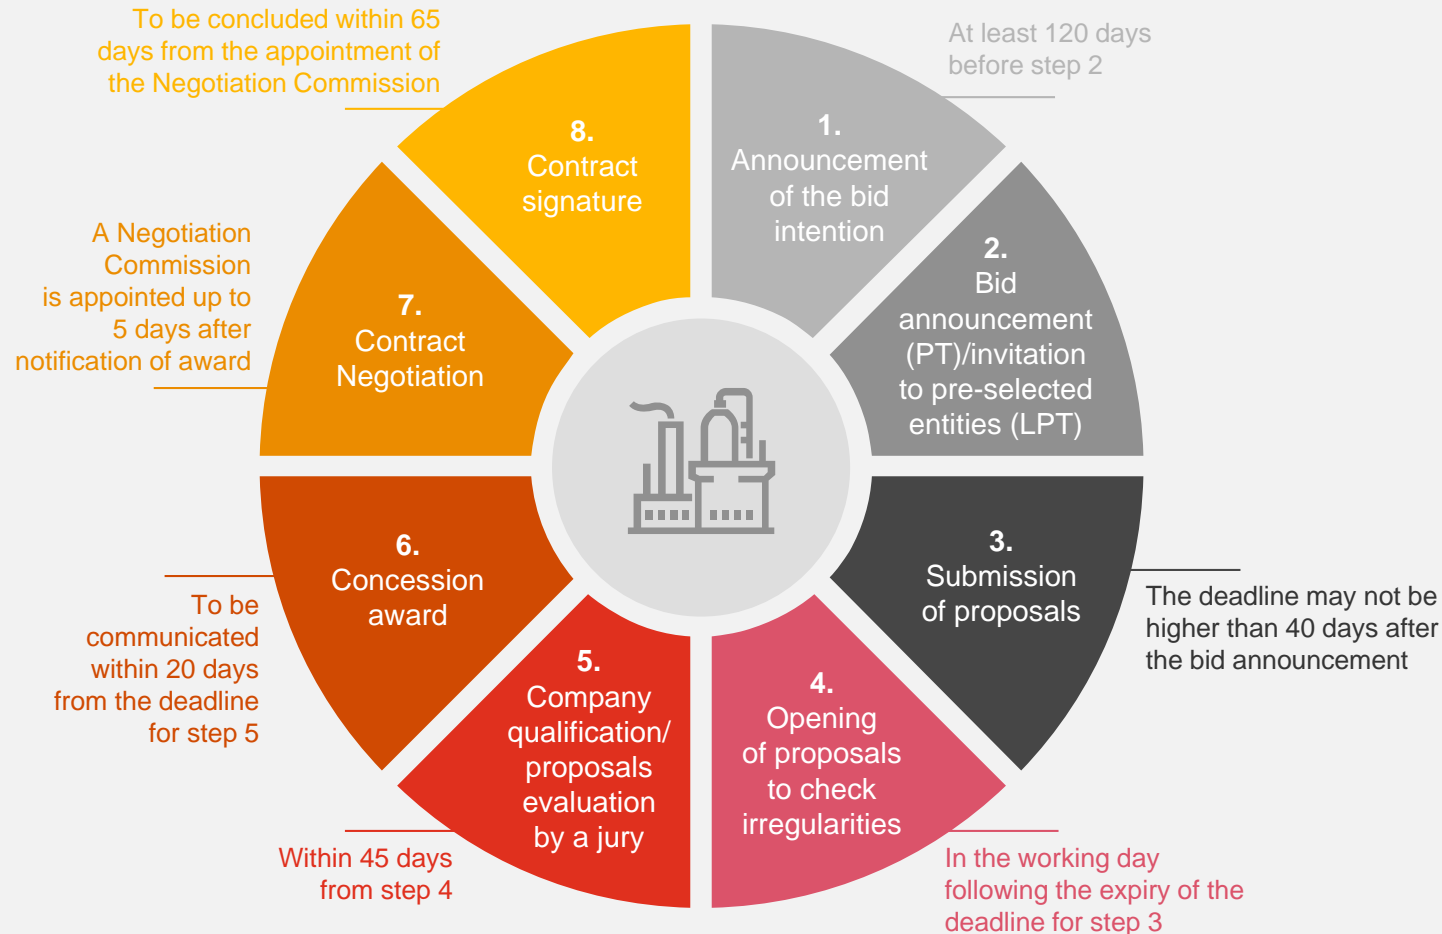 At least 120 days
before step 2
1.
Announcement
of the bid
intention
2.
Bid
announcement
(PT)/invitation
to pre-selected
entities (LPT)
3.
Submission
of proposals
The deadline may not be
higher than 40 days after
the bid announcement
4.
Opening
of proposals
to check
irregularities
In the working day
following the expiry of the
deadline for step 3
5.
Company
qualification/
proposals
evaluation
by a jury
Within 45 days
from step 4
6.
Concession
award
To be
communicated
within 20 days
from the deadline
for step 5
7.
Contract
Negotiation
A Negotiation
Commission
is appointed up to
5 days after
notification of award
8.
Contract
signature
To be concluded within 65
days from the appointment of
the Negotiation Commission